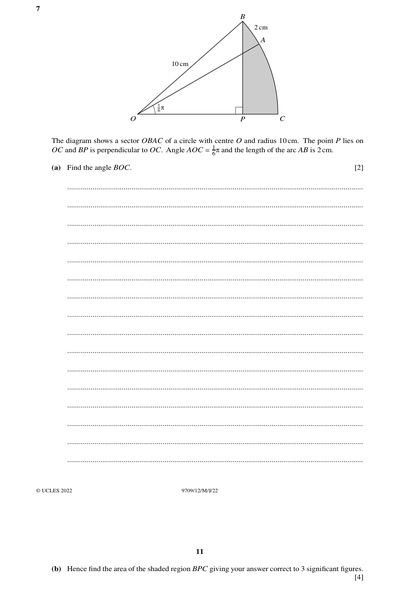 7
B
2 cm
A
10 cm
1/6 π
O
P
C
The diagram shows a sector OBAC of a circle with centre O and radius 10 cm. The point P lies on
OC and BP is perpendicular to OC. Angle AOC = 1/6 π and the length of the arc AB is 2 cm.
(a) Find the angle BOC. [2]
© UCLES 2022 9709/12/M/J/22
11
(b) Hence find the area of the shaded region BPC giving your answer correct to 3 significant figures.
[4]